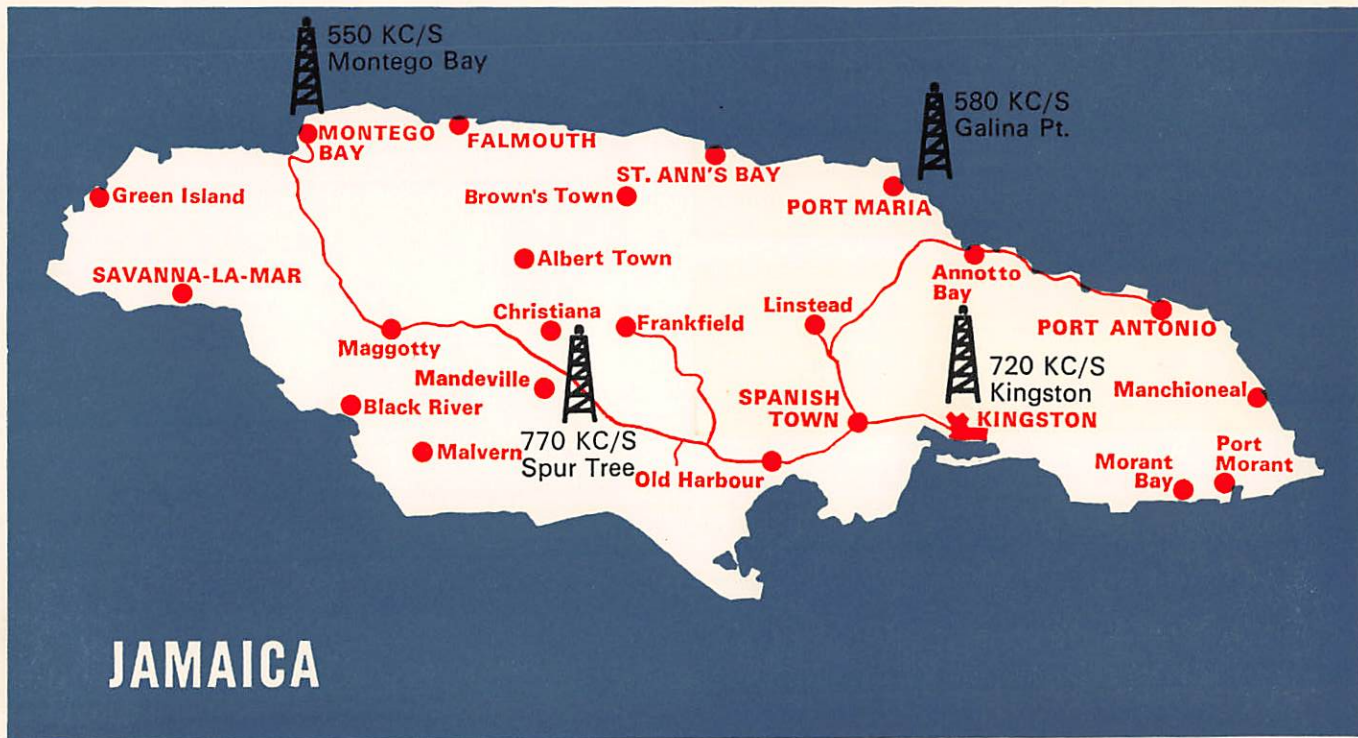 550 KC/S
Montego Bay
580 KC/S
Galina Pt.
MONTEGO
BAY
FALMOUTH
ST. ANN'S BAY
Green Island
Brown's Town
PORT MARIA
Albert Town
SAVANNA-LA-MAR
Annotto
Bay
Christiana
Frankfield
Linstead
PORT ANTONIO
Maggotty
720 KC/S
Kingston
Mandeville
Manchioneal
SPANISH
TOWN
KINGSTON
Black River
770 KC/S
Spur Tree
Malvern
Old Harbour
Morant
Bay
Port
Morant
JAMAICA